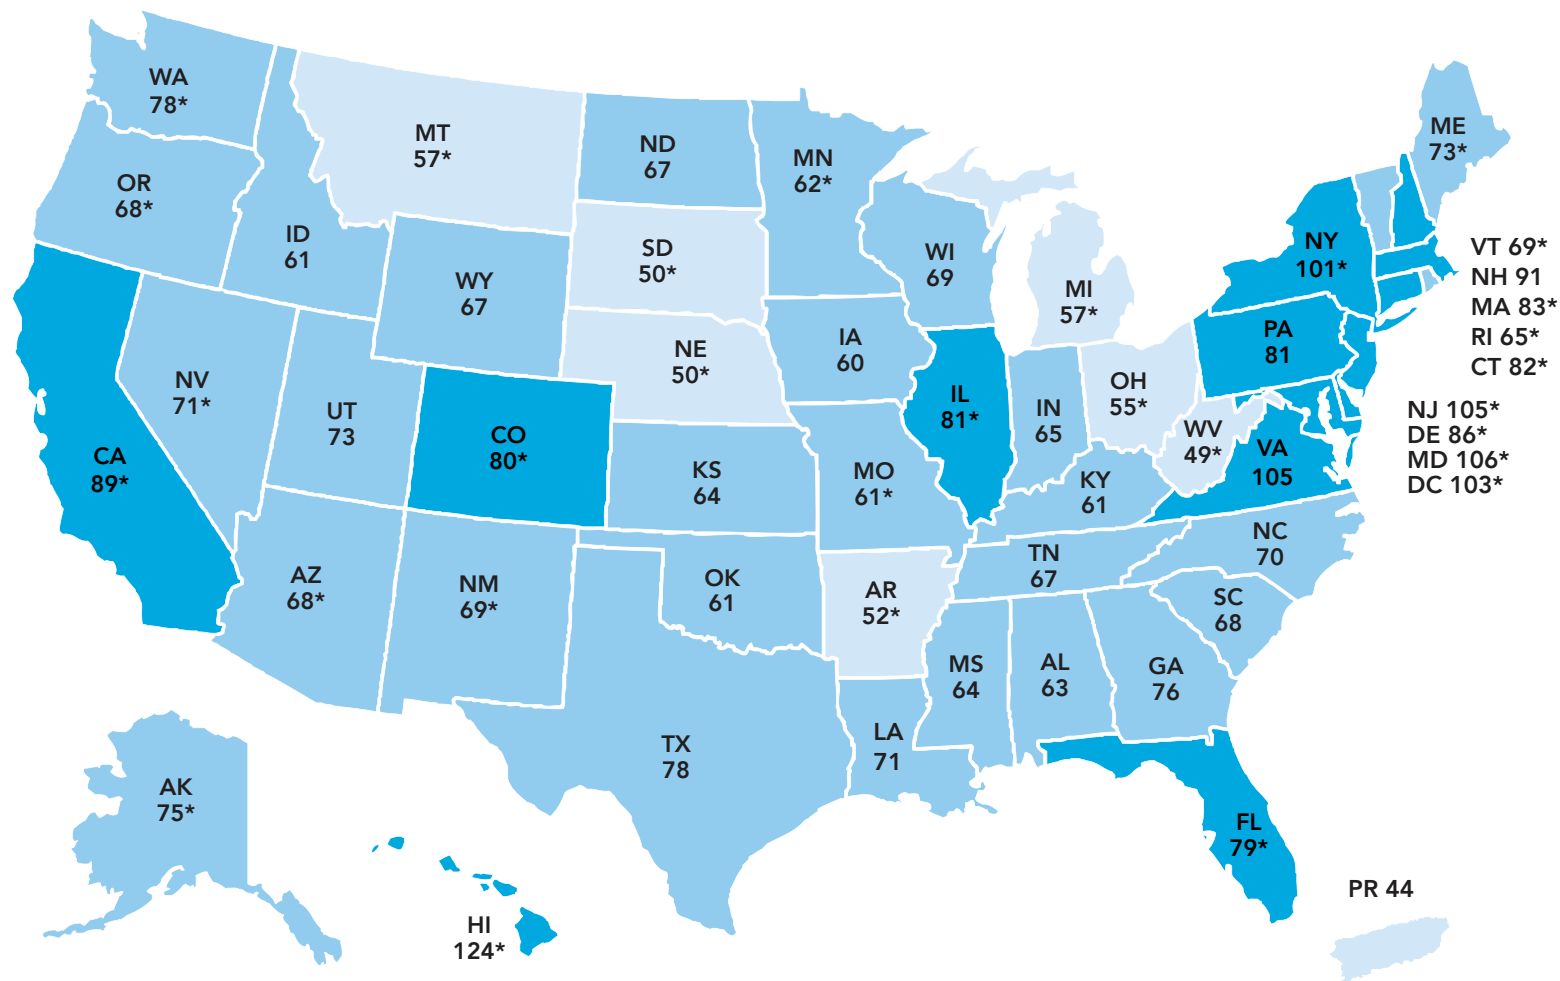 WA
78*
OR
68*
CA
89*
ID
61
NV
71*
MT
57*
WY
67
UT
73
CO
80*
AZ
68*
NM
69*
ND
67
SD
50*
NE
50*
KS
64
OK
61
TX
78
MN
62*
IA
60
MO
61*
AR
52*
LA
71
WI
69
IL
81*
MI
57*
IN
65
OH
55*
KY
61
TN
67
MS
64
AL
63
GA
76
FL
79*
SC
68
NC
70
VA
105
WV
49*
PA
81
NY
101*
ME
73*
VT 69*
NH 91
MA 83*
RI 65*
CT 82*
NJ 105*
DE 86*
MD 106*
DC 103*
AK
75*
HI
124*
PR 44